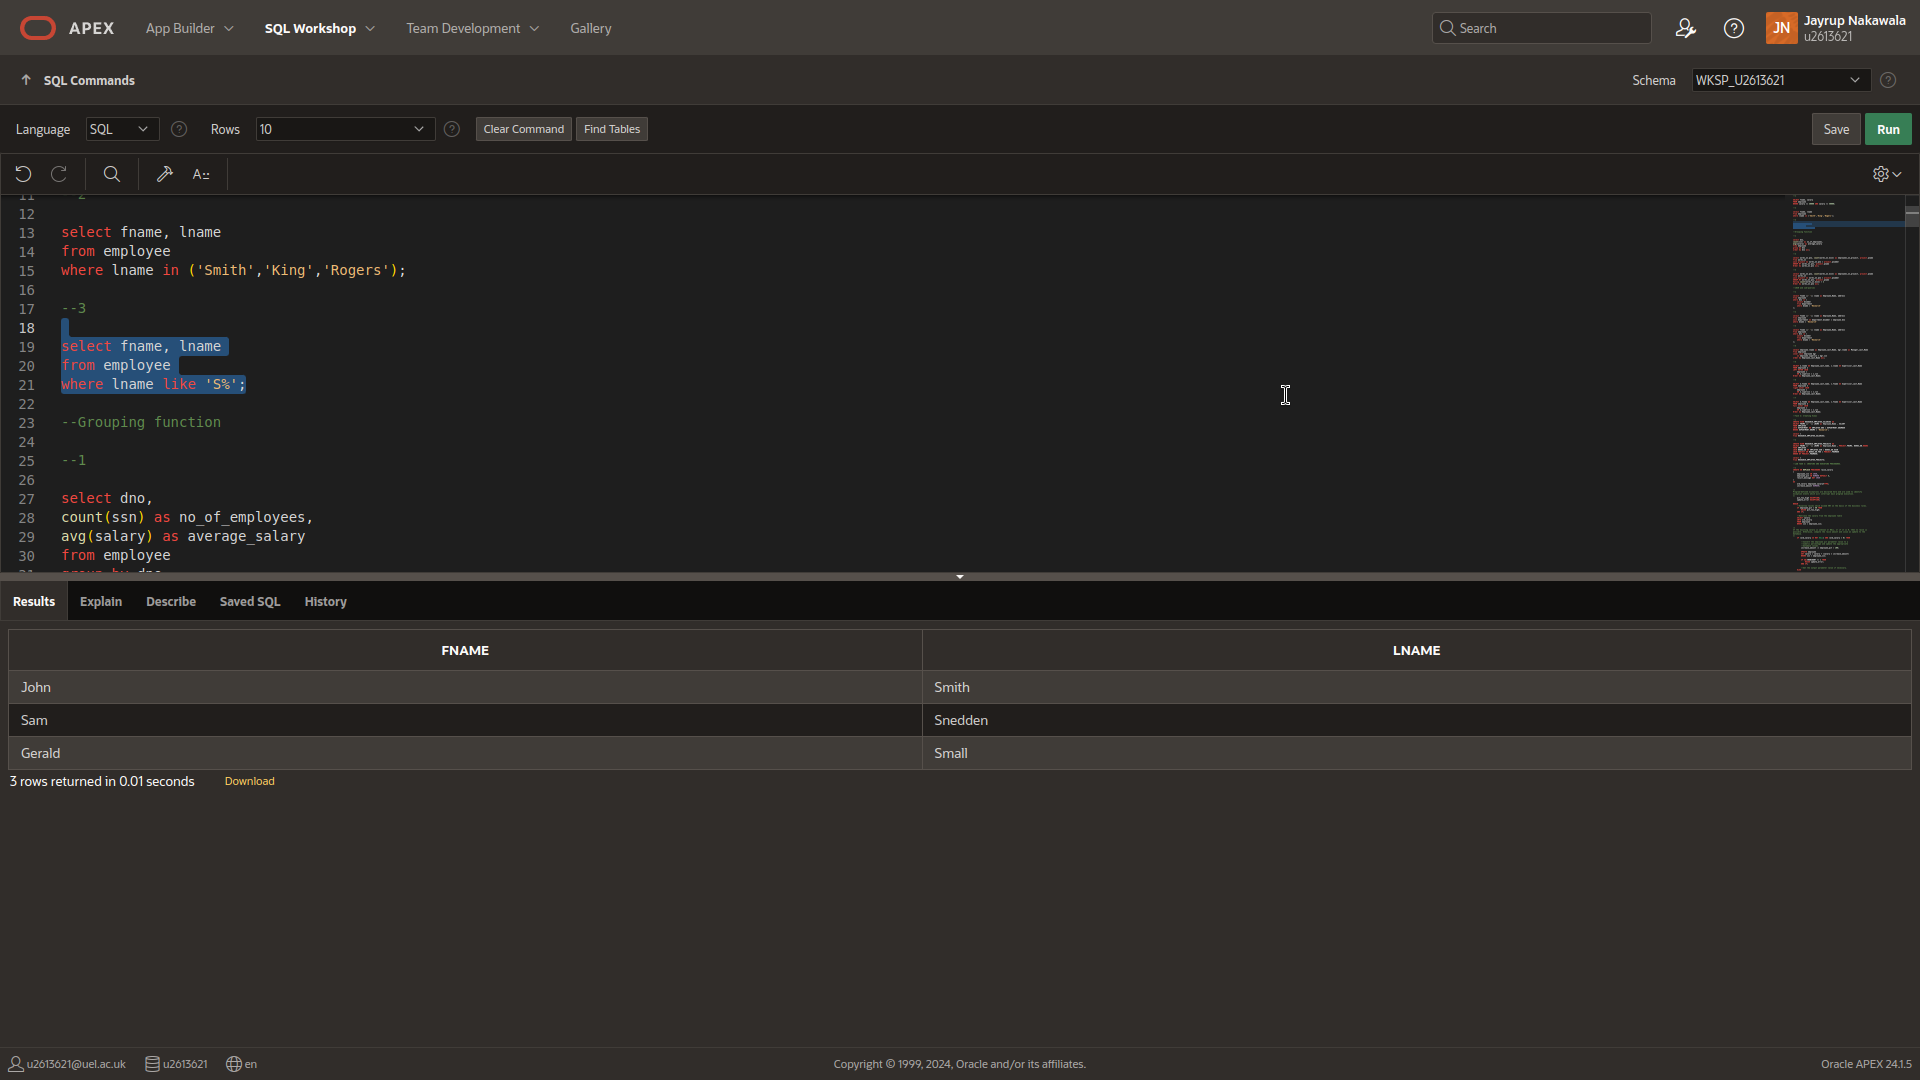 APEX App Builder SQL Workshop Team Development Gallery Search JN Jayrup Nakawala
u2613621
SQL Commands Schema WKSP_U2613621
Language SQL Rows 10 Clear Command Find Tables Save Run
12
13 select fname, lname
14 from employee
15 where lname in ('Smith','King','Rogers');
16
17 --3
18
19 select fname, lname
20 from employee
21 where lname like 'S%';
22
23 --Grouping function
24
25 --1
26
27 select dno,
28 count(ssn) as no_of_employees,
29 avg(salary) as average_salary
30 from employee
Results Explain Describe Saved SQL History
FNAME LNAME
John Smith
Sam Snedden
Gerald Small
3 rows returned in 0.01 seconds Download
u2613621@uel.ac.uk u2613621 en Copyright © 1999, 2024, Oracle and/or its affiliates. Oracle APEX 24.1.5